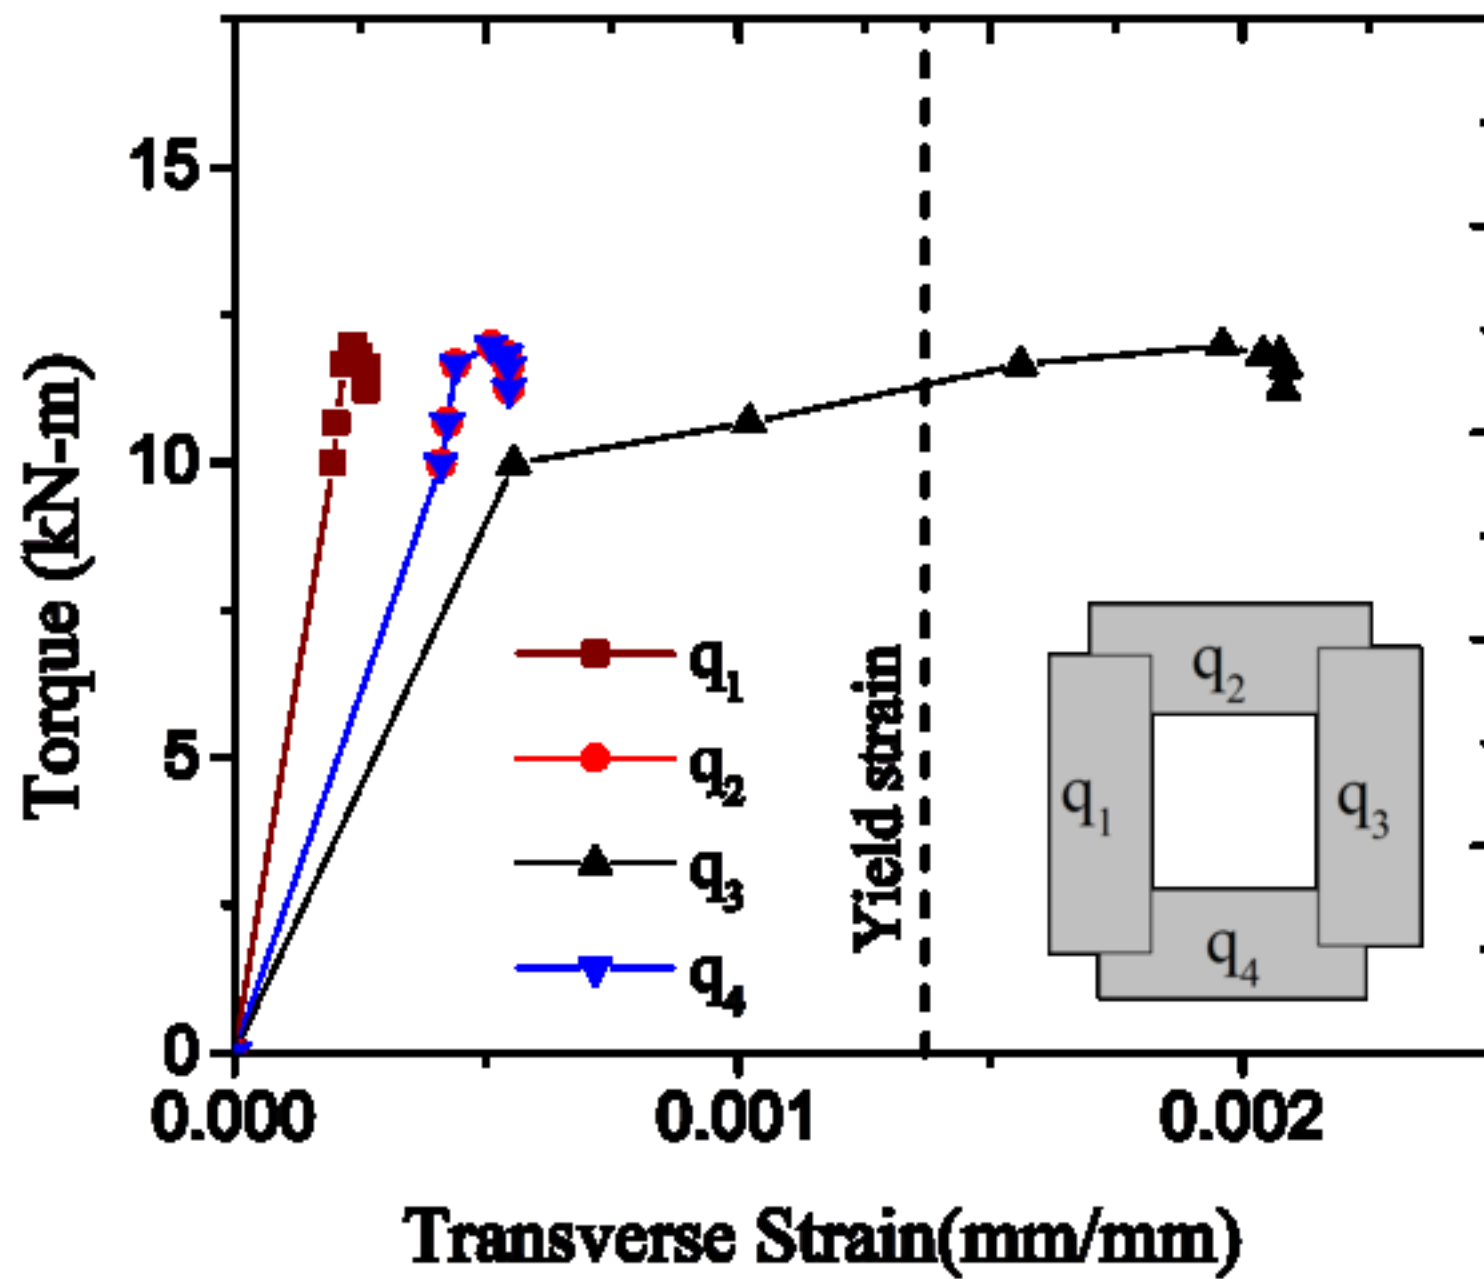 15
10
5
0
Torque (kN-m)
0.000
0.001
0.002
Transverse Strain(mm/mm)
q1
q2
q3
q4
Yield strain
q2
q1
q3
q4